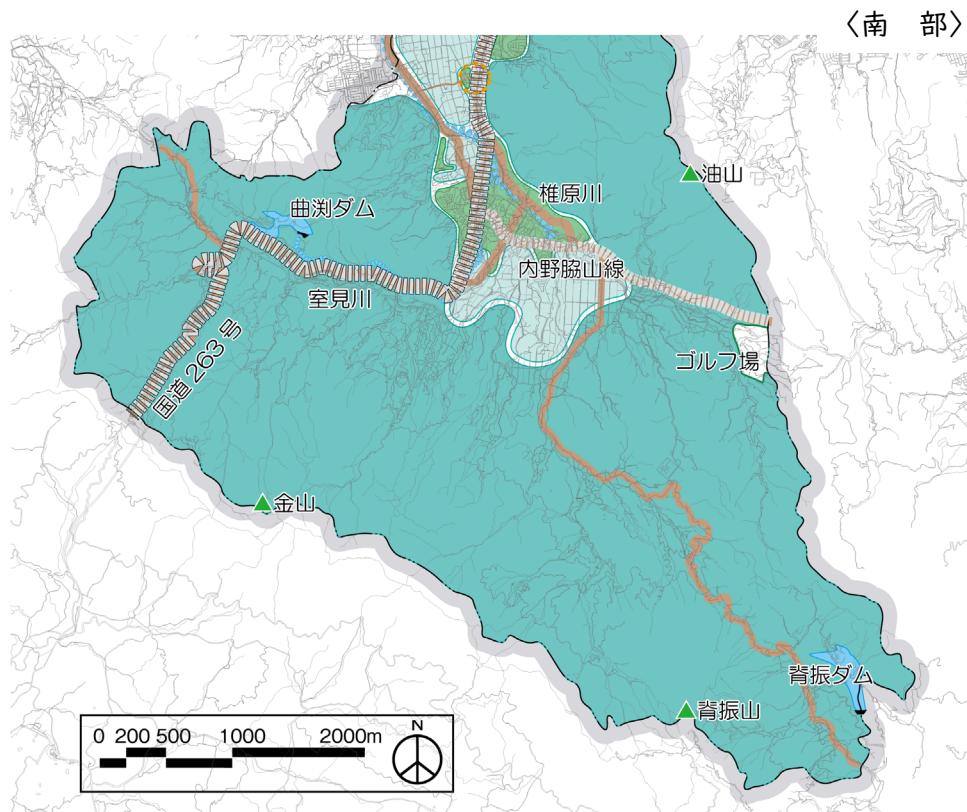 〈南 部〉
油山
椎原川
曲渕ダム
内野脇山線
室見川
国道263号
ゴルフ場
金山
脊振ダム
脊振山
N
0 200 500 1000 2000m